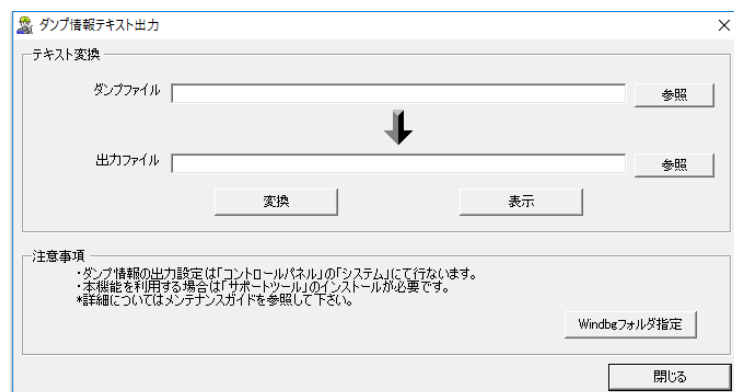 ダンプ情報テキスト出力
テキスト変換
ダンプファイル 参照
出力ファイル 参照
変換 表示
注意事項
・ダンプ情報の出力設定は「コントロールパネル」の「システム」にて行ないます。
・本機能を利用する場合は「サポートツール」のインストールが必要です。
*詳細についてはメンテナンスガイドを参照して下さい。
Windbgフォルダ指定
閉じる